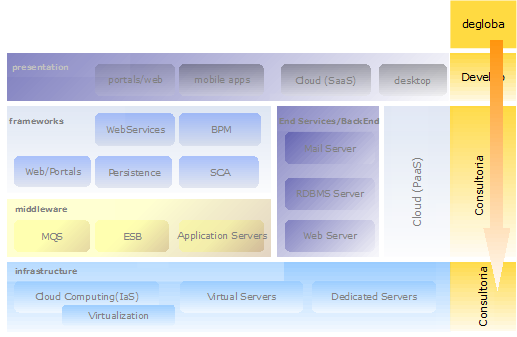 degloba
presentation
portals/web
mobile apps
Cloud (SaaS)
desktop
Develop
frameworks
WebServices
BPM
Web/Portals
Persistence
SCA
End Services/BackEnd
Mail Server
RDBMS Server
Web Server
Cloud (PaaS)
Consultoria
middleware
MQS
ESB
Application Servers
infrastructure
Cloud Computing(IaS)
Virtual Servers
Dedicated Servers
Virtualization
Consultoria